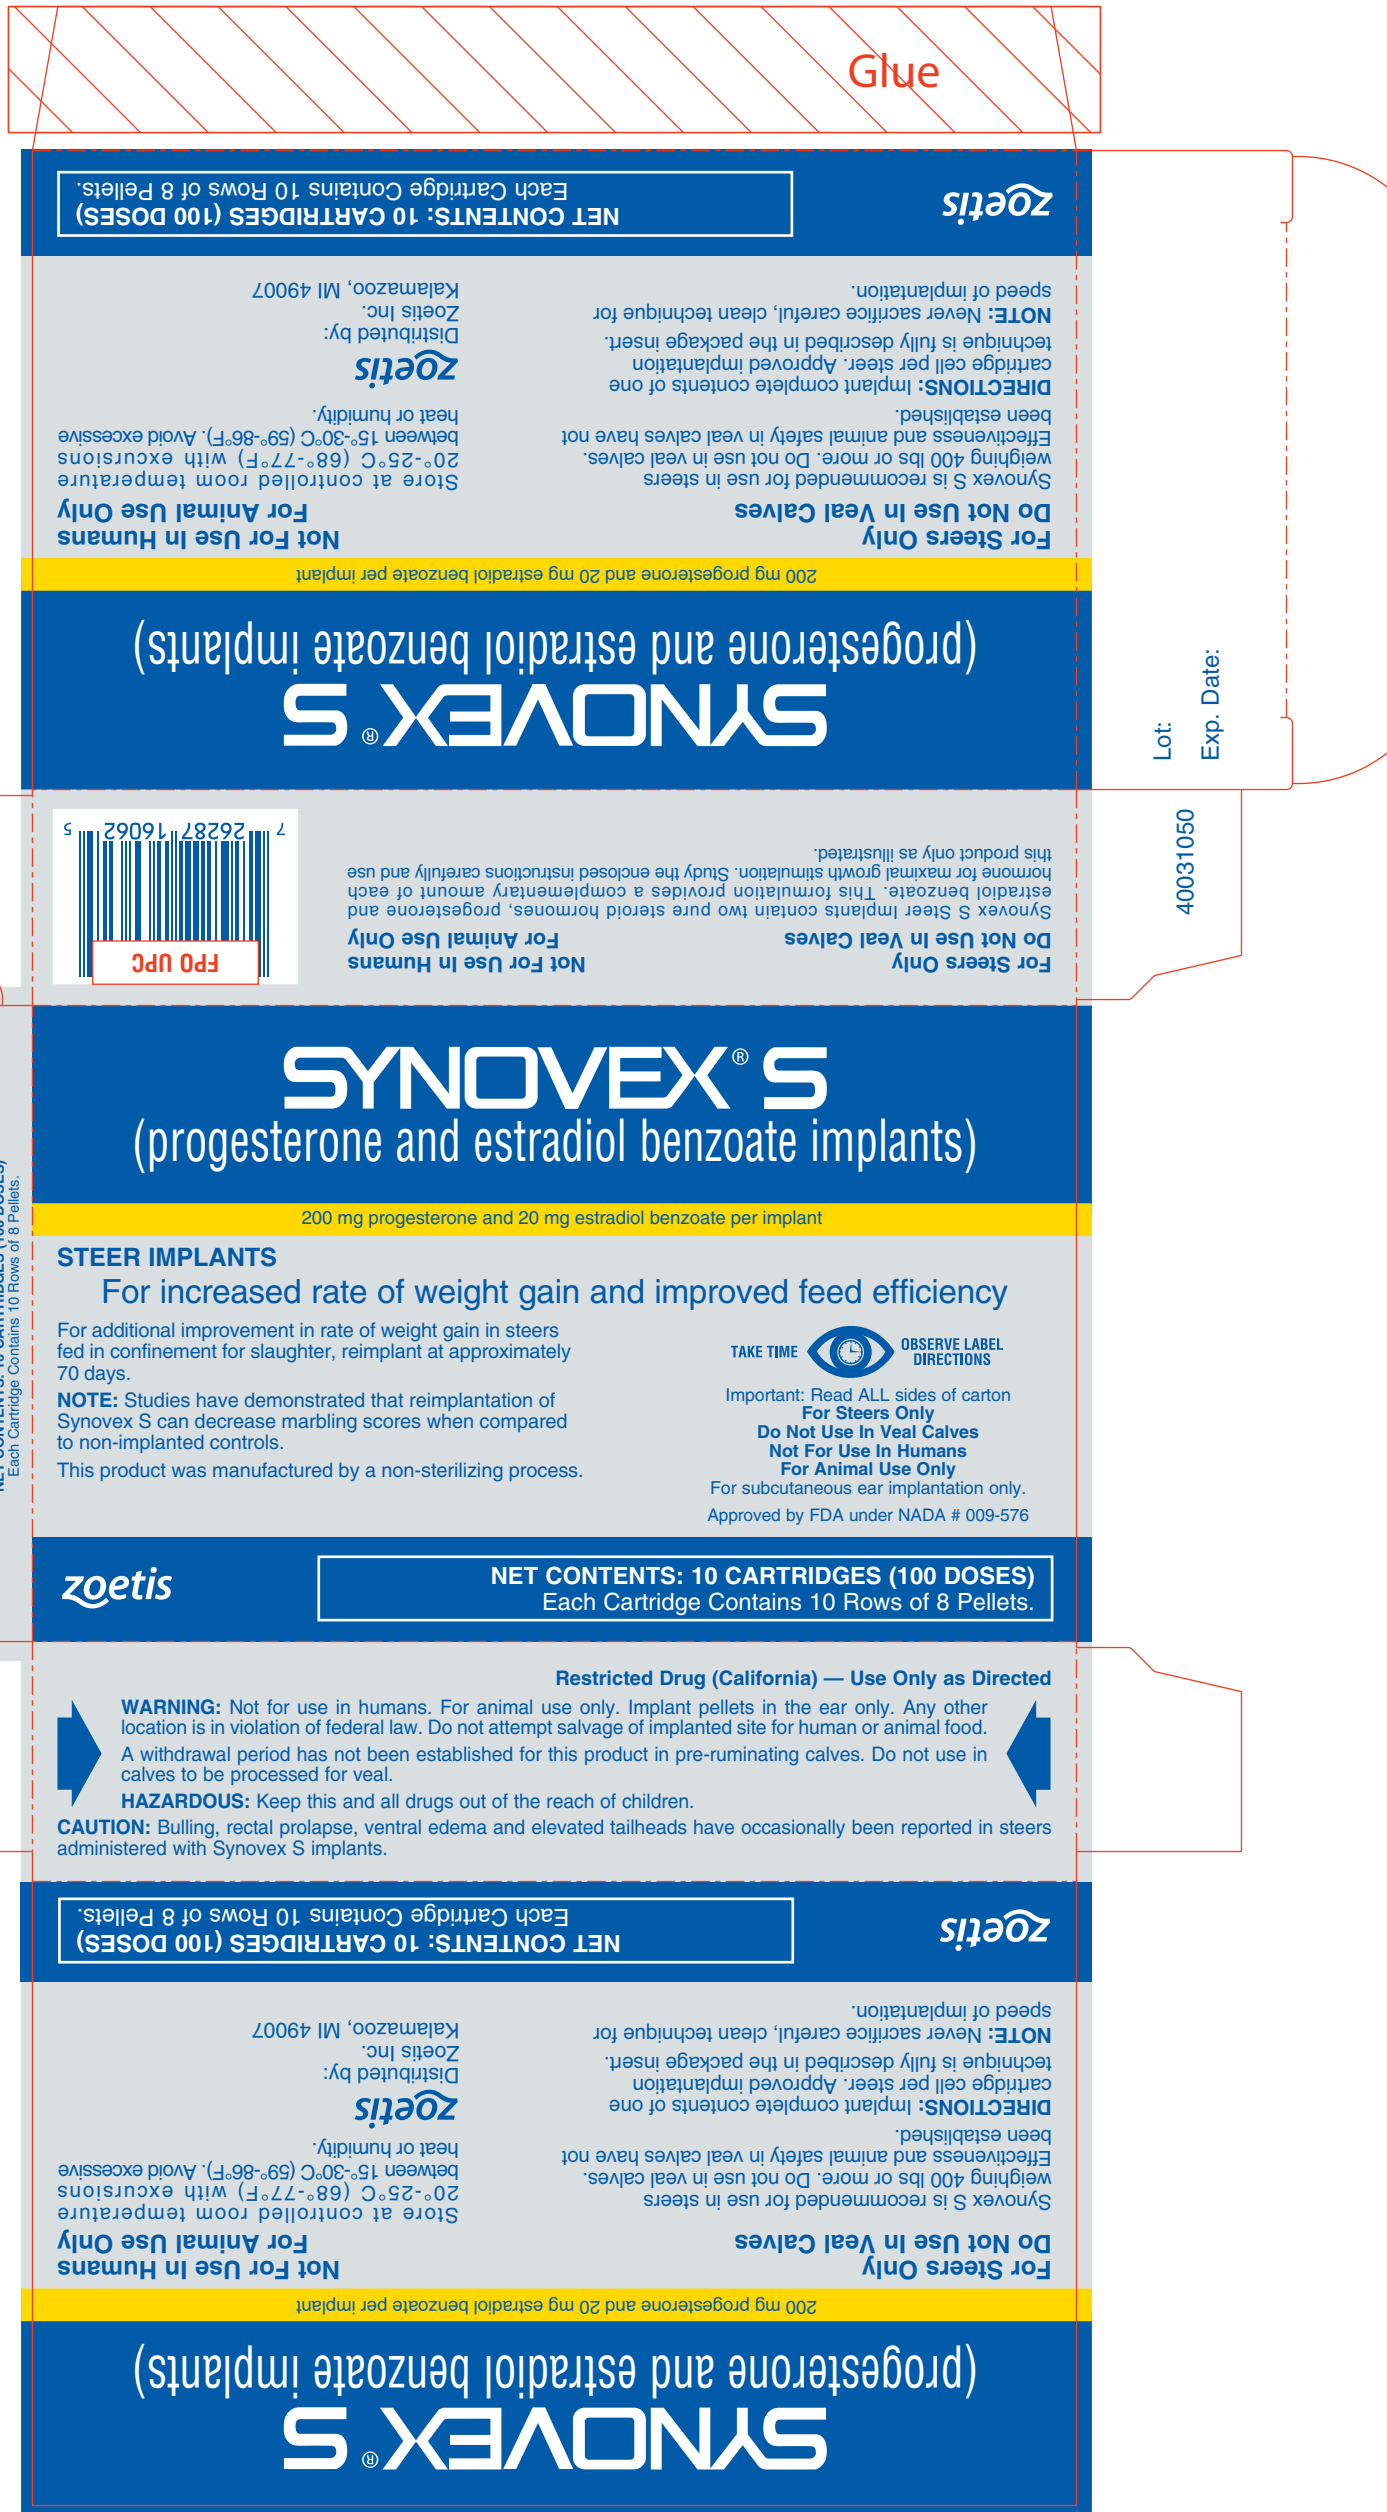 Glue
zoetis
NET CONTENTS: 10 CARTRIDGES (100 DOSES)
Each Cartridge Contains 10 Rows of 8 Pellets.
SYNOVEX® S
(progesterone and estradiol benzoate implants)
200 mg progesterone and 20 mg estradiol benzoate per implant
For Steers Only
Do Not Use In Veal Calves
Synovex S is recommended for use in steers
weighing 400 lbs or more. Do not use in veal calves.
Effectiveness and animal safety in veal calves have not
been established.
DIRECTIONS: Implant complete contents of one
cartridge cell per steer. Approved implantation
technique is fully described in the package insert.
NOTE: Never sacrifice careful, clean technique for
speed of implantation.
Not For Use In Humans
For Animal Use Only
Store at controlled room temperature
20°-25°C (68°-77°F) with excursions
between 15°-30°C (59°-86°F). Avoid excessive
heat or humidity.
zoetis
Distributed by:
Zoetis Inc.
Kalamazoo, MI 49007
Lot:
Exp. Date:
40031050
For Steers Only
Do Not Use In Veal Calves
Not For Use In Humans
For Animal Use Only
Synovex S Steer Implants contain two pure steroid hormones, progesterone and
estradiol benzoate. This formulation provides a complementary amount of each
hormone for maximal growth stimulation. Study the enclosed instructions carefully and use
this product only as illustrated.
FPO UPC
7 26287 16062 5
SYNOVEX® S
(progesterone and estradiol benzoate implants)
200 mg progesterone and 20 mg estradiol benzoate per implant
STEER IMPLANTS
For increased rate of weight gain and improved feed efficiency
For additional improvement in rate of weight gain in steers
fed in confinement for slaughter, reimplant at approximately
70 days.
NOTE: Studies have demonstrated that reimplantation of
Synovex S can decrease marbling scores when compared
to non-implanted controls.
This product was manufactured by a non-sterilizing process.
TAKE TIME
OBSERVE LABEL
DIRECTIONS
Important: Read ALL sides of carton
For Steers Only
Do Not Use In Veal Calves
Not For Use In Humans
For Animal Use Only
For subcutaneous ear implantation only.
Approved by FDA under NADA # 009-576
zoetis
NET CONTENTS: 10 CARTRIDGES (100 DOSES)
Each Cartridge Contains 10 Rows of 8 Pellets.
NET CONTENTS: 10 CARTRIDGES (100 DOSES)
Each Cartridge Contains 10 Rows of 8 Pellets.
Restricted Drug (California) — Use Only as Directed
WARNING: Not for use in humans. For animal use only. Implant pellets in the ear only. Any other
location is in violation of federal law. Do not attempt salvage of implanted site for human or animal food.
A withdrawal period has not been established for this product in pre-ruminating calves. Do not use in
calves to be processed for veal.
HAZARDOUS: Keep this and all drugs out of the reach of children.
CAUTION: Bulling, rectal prolapse, ventral edema and elevated tailheads have occasionally been reported in steers
administered with Synovex S implants.
SYNOVEX® S
(progesterone and estradiol benzoate implants)
200 mg progesterone and 20 mg estradiol benzoate per implant
For Steers Only
Do Not Use In Veal Calves
Synovex S is recommended for use in steers
weighing 400 lbs or more. Do not use in veal calves.
Effectiveness and animal safety in veal calves have not
been established.
DIRECTIONS: Implant complete contents of one
cartridge cell per steer. Approved implantation
technique is fully described in the package insert.
NOTE: Never sacrifice careful, clean technique for
speed of implantation.
Not For Use In Humans
For Animal Use Only
Store at controlled room temperature
20°-25°C (68°-77°F) with excursions
between 15°-30°C (59°-86°F). Avoid excessive
heat or humidity.
zoetis
Distributed by:
Zoetis Inc.
Kalamazoo, MI 49007
zoetis
NET CONTENTS: 10 CARTRIDGES (100 DOSES)
Each Cartridge Contains 10 Rows of 8 Pellets.